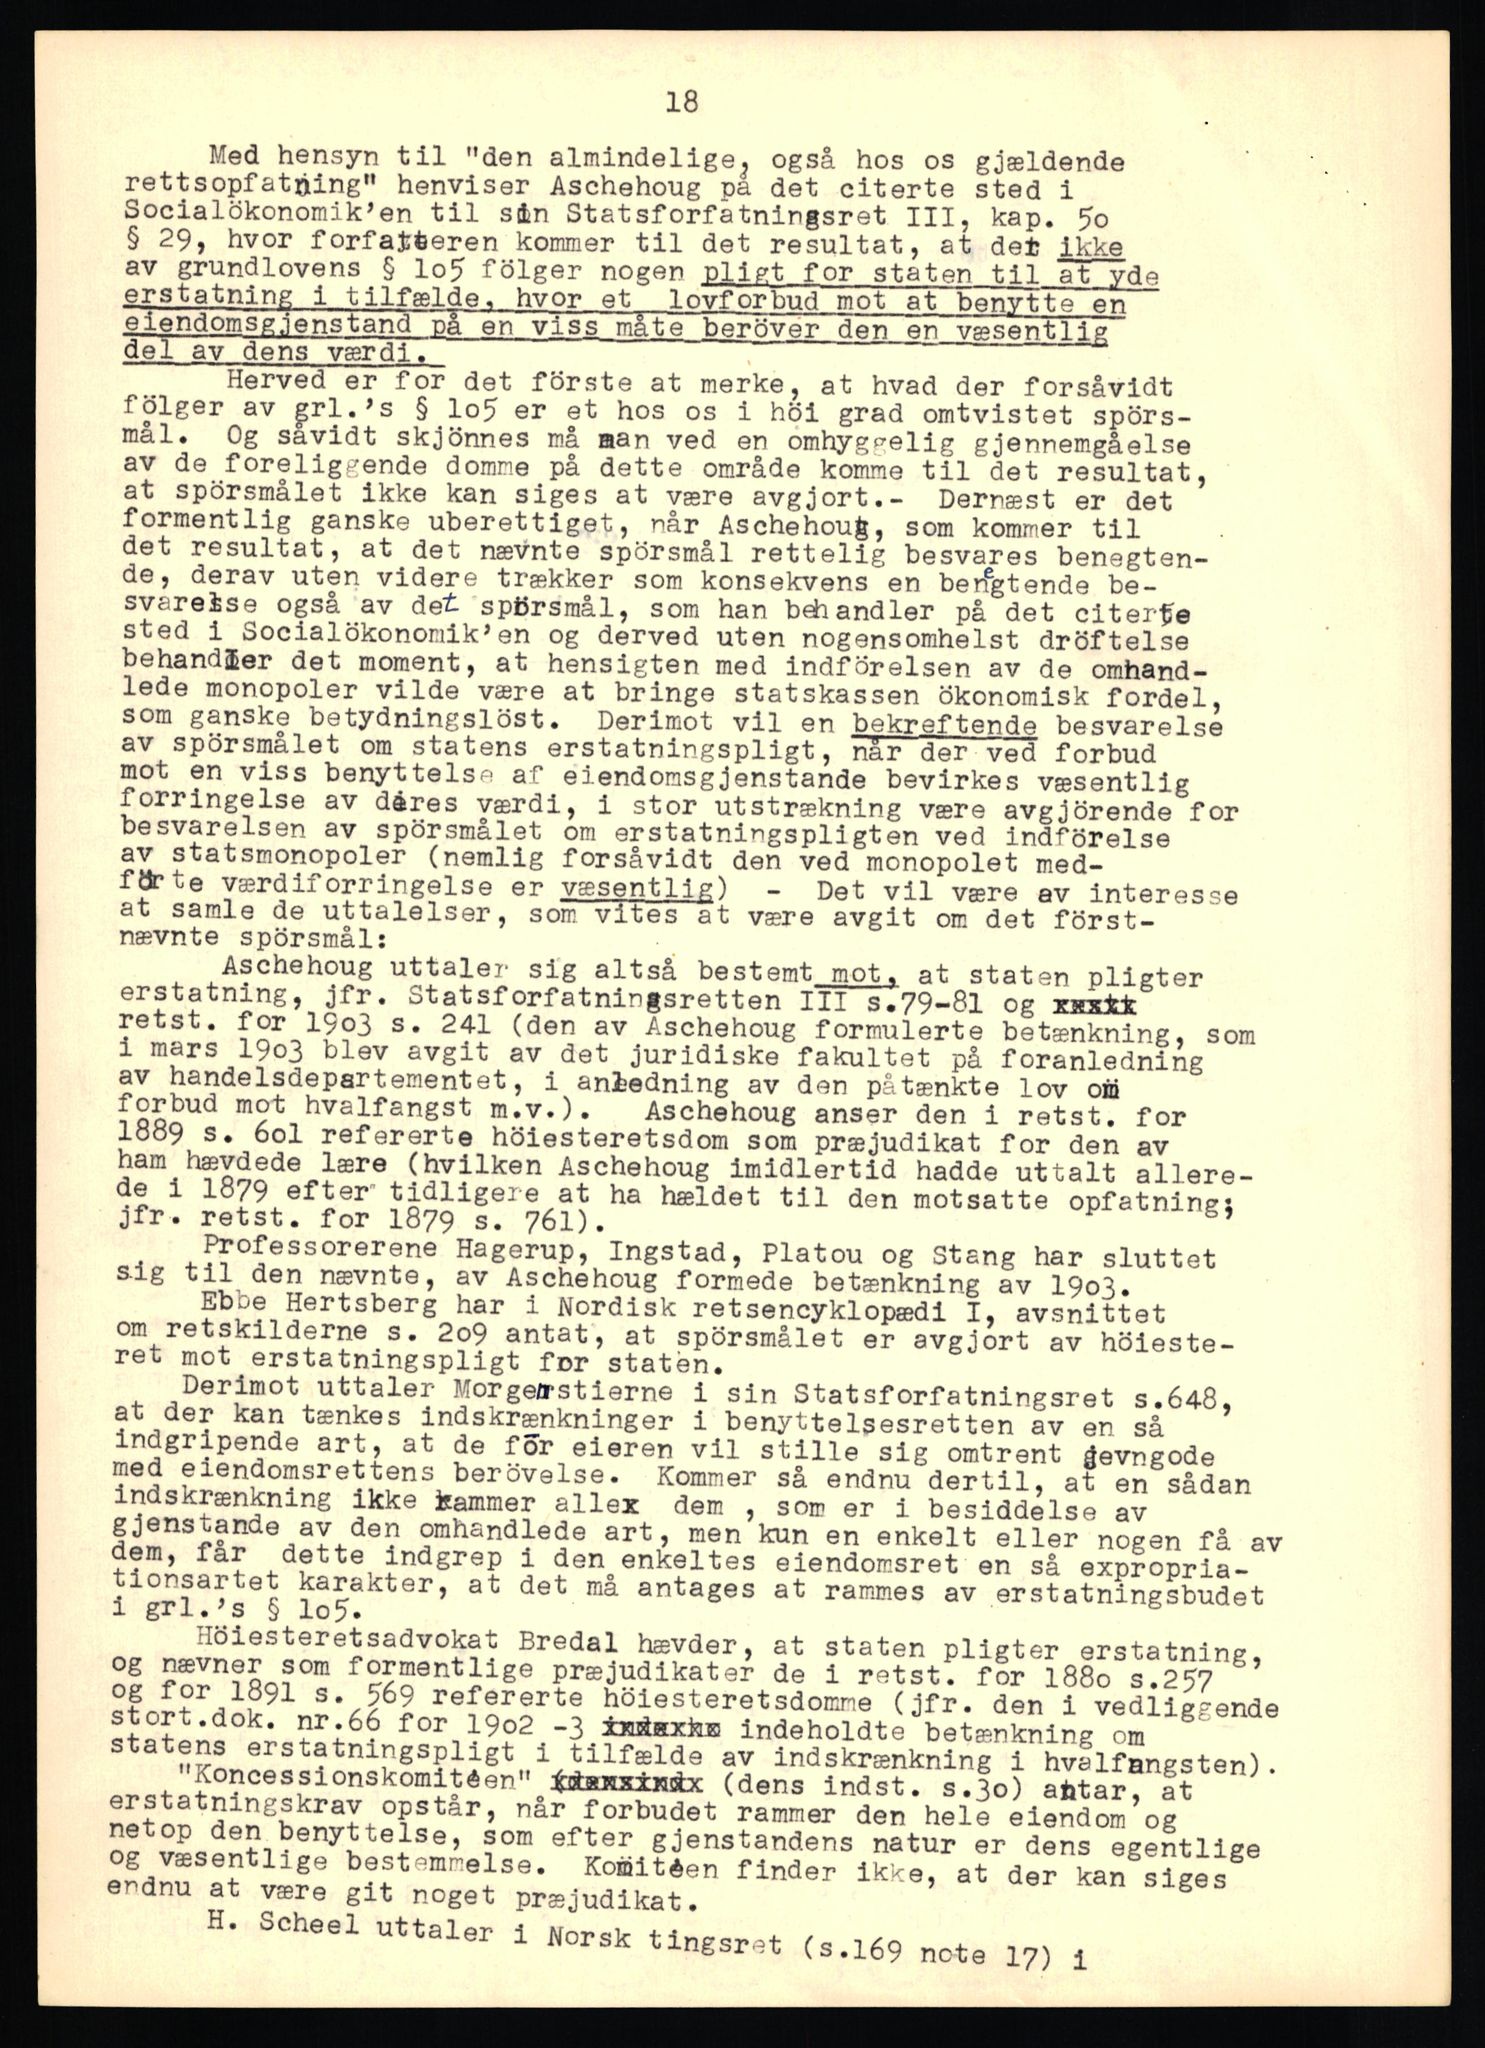 18
Med hensyn til "den almindelige, også hos os gjældende
rettsopfatning" henviser Aschehoug på det citerte sted i
Socialökonomik'en til sin Statsforfatningsret III, kap. 5o
§ 29, hvor forfatteren kommer til det resultat, at det ikke
av grundlovens § lo5 fölger nogen pligt for staten til at yde
erstatning i tilfælde, hvor et lovforbud mot at benytte en
eiendomsgjenstand på en viss måte beröver den en væsentlig
del av dens værdi.
Herved er for det förste at merke, at hvad der forsåvidt
fölger av grl.'s § lo5 er et hos os i höi grad omtvistet spörs-
mål. Og såvidt skjönnes må man ved en omhyggelig gjennemgåelse
av de foreliggende domme på dette område komme til det resultat,
at spörsmålet ikke kan siges at være avgjort.- Dernæst er det
formentlig ganske uberettiget, når Aschehoug, som kommer til
det resultat, at det nævnte spörsmål rettelig besvares benegten-
de, derav uten videre trækker som konsekvens en benegtende be-
svarelse også av det spörsmål, som han behandler på det citerte
sted i Socialökonomik'en og derved uten nogensomhelst dröftelse
behandler det moment, at hensigten med indförelsen av de omhand-
lede monopoler vilde være at bringe statskassen ökonomisk fordel,
som ganske betydningslöst. Derimot vil en bekreftende besvarelse
av spörsmålet om statens erstatningspligt, når der ved forbud
mot en viss benyttelse af eiendomsgjenstande bevirkes væsentlig
forringelse av deres værdi, i stor utstrækning være avgjörende for
besvarelsen av spörsmålet om erstatningspligten ved indförelse
av statsmonopoler (nemlig forsåvidt den ved monopolet med-
förte værdiforringelse er væsentlig) - Det vil være av interesse
at samle de uttalelser, som vites at være avgit om det först-
nævnte spörsmål:
Aschehoug uttaler sig altså bestemt mot, at staten pligter
erstatning, jfr. Statsforfatningsretten III s.79-81 og
retst. for 19o3 s. 241 (den av Aschehoug formulerte betænkning, som
i mars 19o3 blev avgit av det juridiske fakultet på foranledning
av handelsdepartementet, i anledning av den påtænkte lov om
forbud mot hvalfangst m.v.). Aschehoug anser den i retst. for
1889 s. 6ol refererte höiesteretsdom som præjudikat for den av
ham hævdede lære (hvilken Aschehoug imidlertid hadde uttalt allere-
de i 1879 efter tidligere at ha hældet til den motsatte opfatning;
jfr. retst. for 1879 s. 761).
Professorerene Hagerup, Ingstad, Platou og Stang har sluttet
sig til den nævnte, av Aschehoug formede betænkning av 19o3.
Ebbe Hertsberg har i Nordisk retsencyklopædi I, avsnittet
om retskilderne s. 2o9 antat, at spörsmålet er avgjort av höieste-
ret mot erstatningspligt for staten.
Derimot uttaler Morgenstierne i sin Statsforfatningsret s.648,
at der kan tænkes indskrænkninger i benyttelsesretten av en så
indgripende art, at de for eieren vil stille sig omtrent jevngode
med eiendomsrettens berövelse. Kommer så endnu dertil, at en sådan
indskrænkning ikke rammer alle dem , som er i besiddelse av
gjenstande av den omhandlede art, men kun en enkelt eller nogen få av
dem, får dette indgrep i den enkeltes eiendomsret en så expropria-
tionsartet karakter, at det må antages at rammes av erstatningsbudet
i grl.'s § lo5.
Höiesteretsadvokat Bredal hævder, at staten pligter erstatning,
og nævner som formentlige præjudikater de i retst. for 188o s.257
og for 1891 s. 569 refererte höiesteretsdomme (jfr. den i vedliggende
stort.dok. nr.66 for 19o2 -3 indeholdte betænkning om
statens erstatningspligt i tilfælde av indskrænkning i hvalfangsten).
"Koncessionskomitéen" (dens indst. s.3o) antar, at
erstatningskrav opstår, når forbudet rammer den hele eiendom og
netop den benyttelse, som efter gjenstandens natur er dens egentlige
og væsentlige bestemmelse. Komitéen finder ikke, at der kan siges
endnu at være git noget præjudikat.
H. Scheel uttaler i Norsk tingsret (s.169 note 17) i